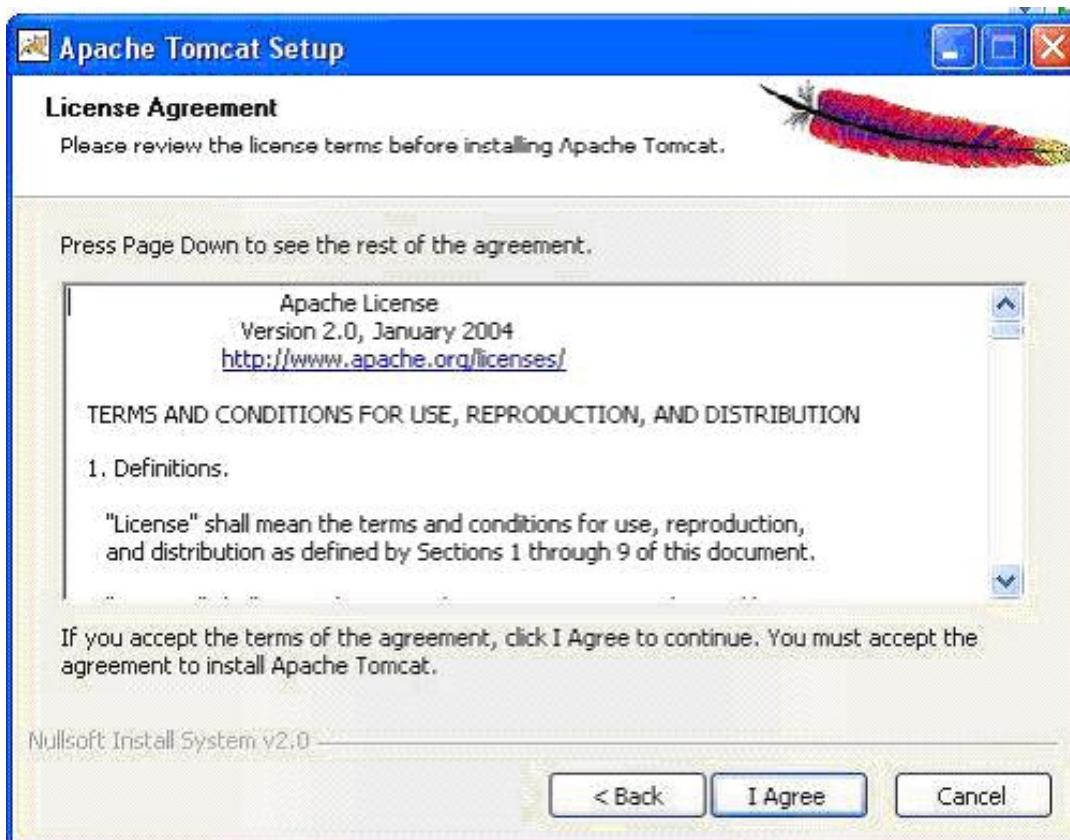 Apache Tomcat Setup
License Agreement
Please review the license terms before installing Apache Tomcat.
Press Page Down to see the rest of the agreement.
Apache License
Version 2.0, January 2004
http://www.apache.org/licenses/
TERMS AND CONDITIONS FOR USE, REPRODUCTION, AND DISTRIBUTION
1. Definitions.
"License" shall mean the terms and conditions for use, reproduction,
and distribution as defined by Sections 1 through 9 of this document.
If you accept the terms of the agreement, click I Agree to continue. You must accept the
agreement to install Apache Tomcat.
Nullsoft Install System v2.0
< Back I Agree Cancel